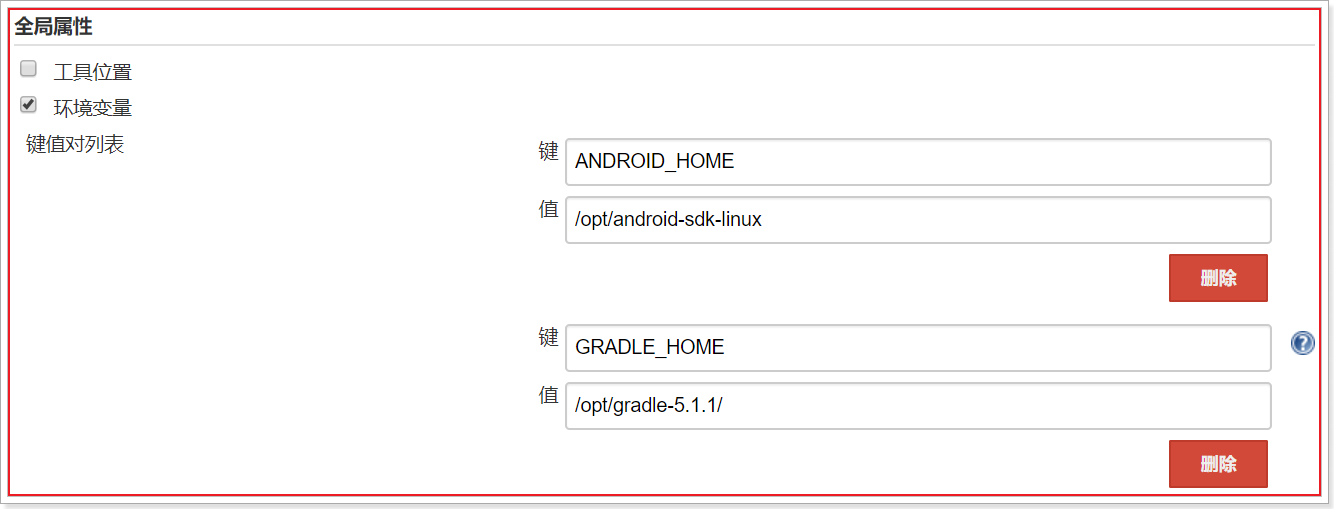 全局属性
工具位置
环境变量
键值对列表
键 ANDROID_HOME
值 /opt/android-sdk-linux
删除
键 GRADLE_HOME
?
值 /opt/gradle-5.1.1/
删除